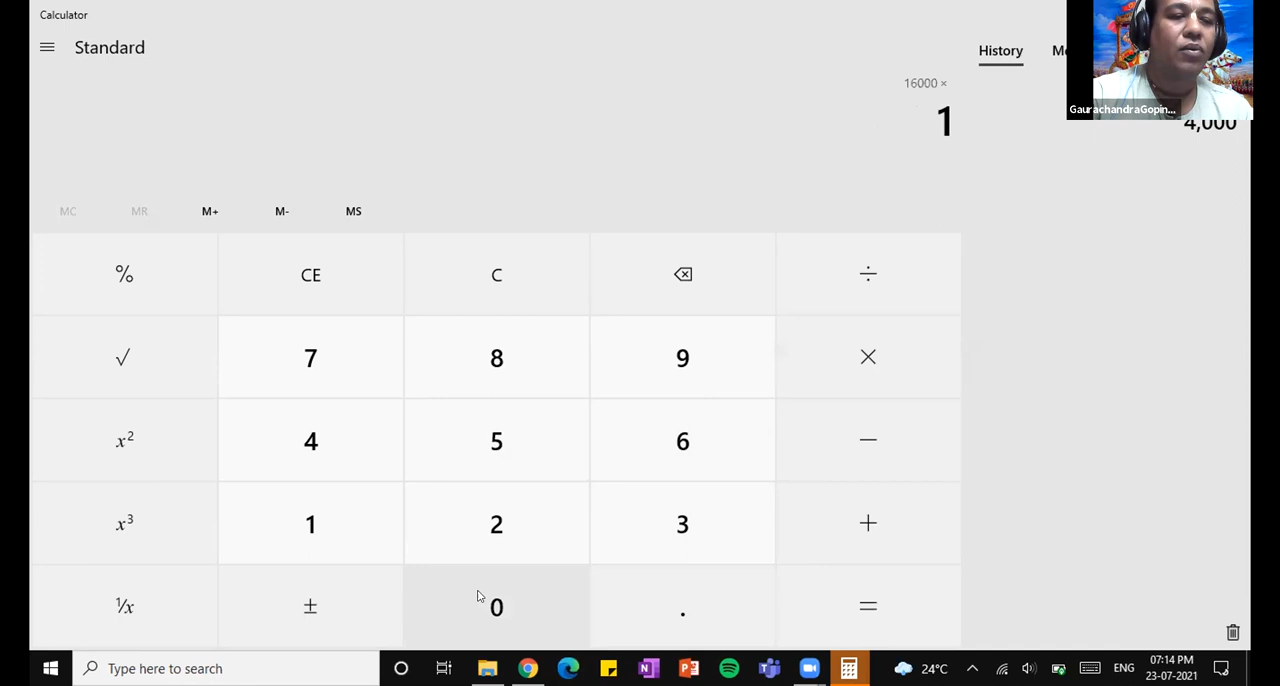 Calculator
Standard
History
16000 ×
1
4,000
GaurachandraGopin...
MC MR M+ M- MS
% CE C ÷
√ 7 8 9 ×
x² 4 5 6 −
x³ 1 2 3 +
¹/x ± 0 . =
Type here to search
24°C
ENG
07:14 PM
23-07-2021